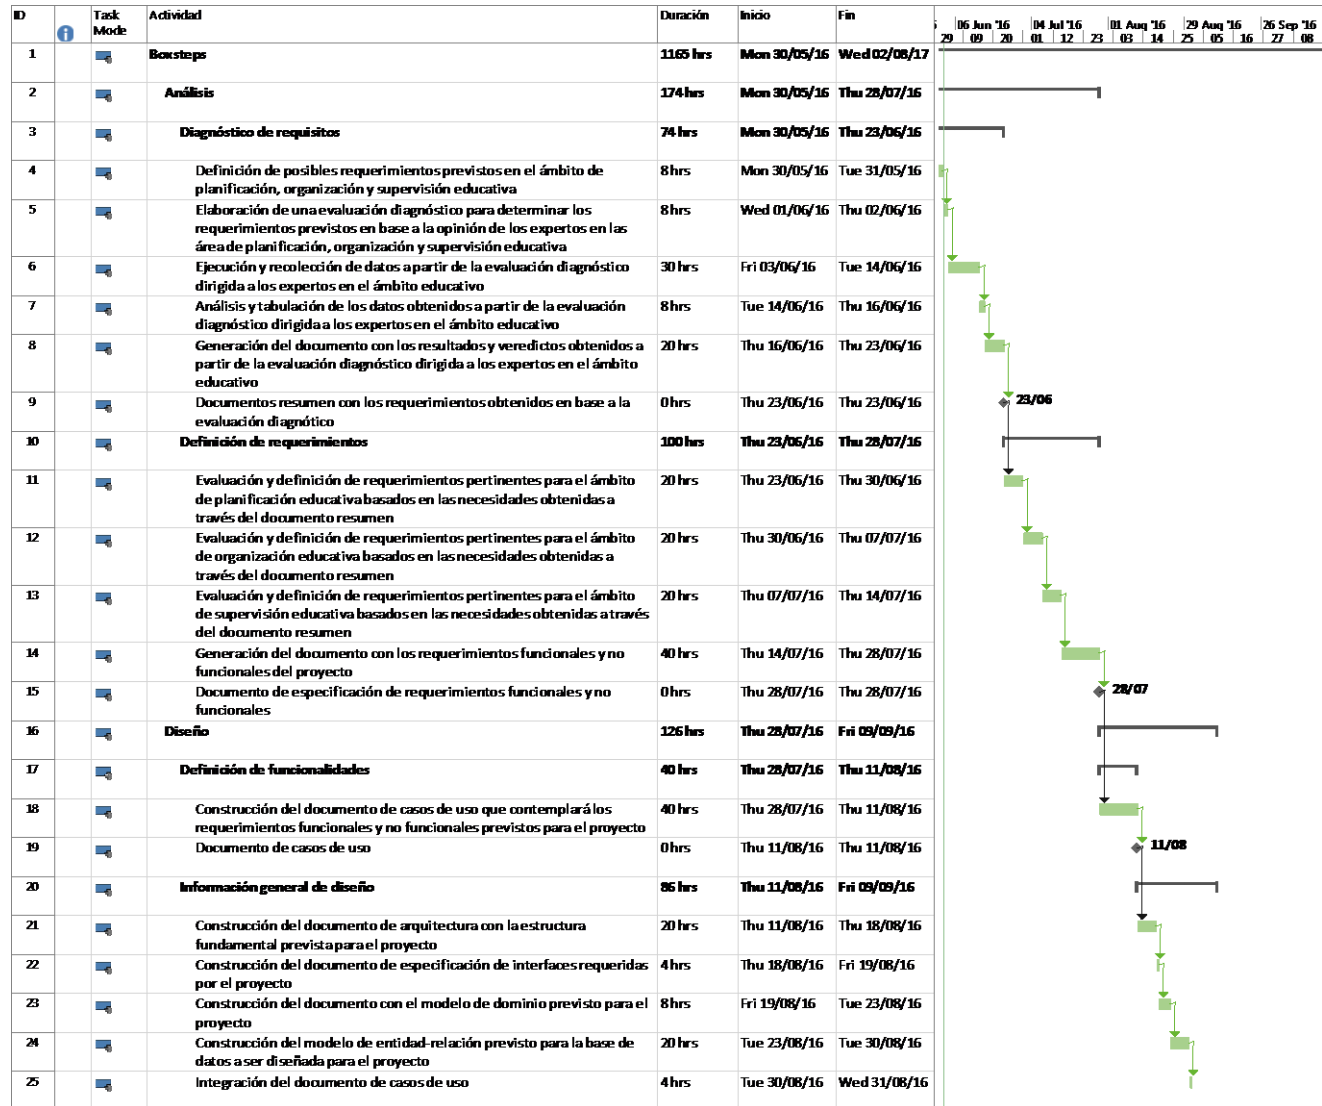 ID Task Mode Actividad Duración Inicio Fin
06 Jun '16 04 Jul '16 01 Aug '16 29 Aug '16 26 Sep '16
29 09 20 01 12 23 03 14 25 05 16 27 08
1 Boxsteps 1165 hrs Mon 30/05/16 Wed 02/08/17
2 Análisis 174 hrs Mon 30/05/16 Thu 28/07/16
3 Diagnóstico de requisitos 74 hrs Mon 30/05/16 Thu 23/06/16
4 Definición de posibles requerimientos previstos en el ámbito de 8 hrs Mon 30/05/16 Tue 31/05/16
planificación, organización y supervisión educativa
5 Elaboración de una evaluación diagnóstico para determinar los 8 hrs Wed 01/06/16 Thu 02/06/16
requerimientos previstos en base a la opinión de los expertos en las
área de planificación, organización y supervisión educativa
6 Ejecución y recolección de datos a partir de la evaluación diagnóstico 30 hrs Fri 03/06/16 Tue 14/06/16
dirigida a los expertos en el ámbito educativo
7 Análisis y tabulación de los datos obtenidos a partir de la evaluación 8 hrs Tue 14/06/16 Thu 16/06/16
diagnóstico dirigida a los expertos en el ámbito educativo
8 Generación del documento con los resultados y veredictos obtenidos a 20 hrs Thu 16/06/16 Thu 23/06/16
partir de la evaluación diagnóstico dirigida a los expertos en el ámbito
educativo
9 Documentos resumen con los requerimientos obtenidos en base a la 0 hrs Thu 23/06/16 Thu 23/06/16 23/06
evaluación diagnótico
10 Definición de requerimientos 100 hrs Thu 23/06/16 Thu 28/07/16
11 Evaluación y definición de requerimientos pertinentes para el ámbito 20 hrs Thu 23/06/16 Thu 30/06/16
de planificación educativa basados en las necesidades obtenidas a
través del documento resumen
12 Evaluación y definición de requerimientos pertinentes para el ámbito 20 hrs Thu 30/06/16 Thu 07/07/16
de organización educativa basados en las necesidades obtenidas a
través del documento resumen
13 Evaluación y definición de requerimientos pertinentes para el ámbito 20 hrs Thu 07/07/16 Thu 14/07/16
de supervisión educativa basados en las necesidades obtenidas a través
del documento resumen
14 Generación del documento con los requerimientos funcionales y no 40 hrs Thu 14/07/16 Thu 28/07/16
funcionales del proyecto
15 Documento de especificación de requerimientos funcionales y no 0 hrs Thu 28/07/16 Thu 28/07/16 28/07
funcionales
16 Diseño 126 hrs Thu 28/07/16 Fri 09/09/16
17 Definición de funcionalidades 40 hrs Thu 28/07/16 Thu 11/08/16
18 Construcción del documento de casos de uso que contemplará los 40 hrs Thu 28/07/16 Thu 11/08/16
requerimientos funcionales y no funcionales previstos para el proyecto
19 Documento de casos de uso 0 hrs Thu 11/08/16 Thu 11/08/16 11/08
20 Información general de diseño 86 hrs Thu 11/08/16 Fri 09/09/16
21 Construcción del documento de arquitectura con la estructura 20 hrs Thu 11/08/16 Thu 18/08/16
fundamental prevista para el proyecto
22 Construcción del documento de especificación de interfaces requeridas 4 hrs Thu 18/08/16 Fri 19/08/16
por el proyecto
23 Construcción del documento con el modelo de dominio previsto para el 8 hrs Fri 19/08/16 Tue 23/08/16
proyecto
24 Construcción del modelo de entidad-relación previsto para la base de 20 hrs Tue 23/08/16 Tue 30/08/16
datos a ser diseñada para el proyecto
25 Integración del documento de casos de uso 4 hrs Tue 30/08/16 Wed 31/08/16